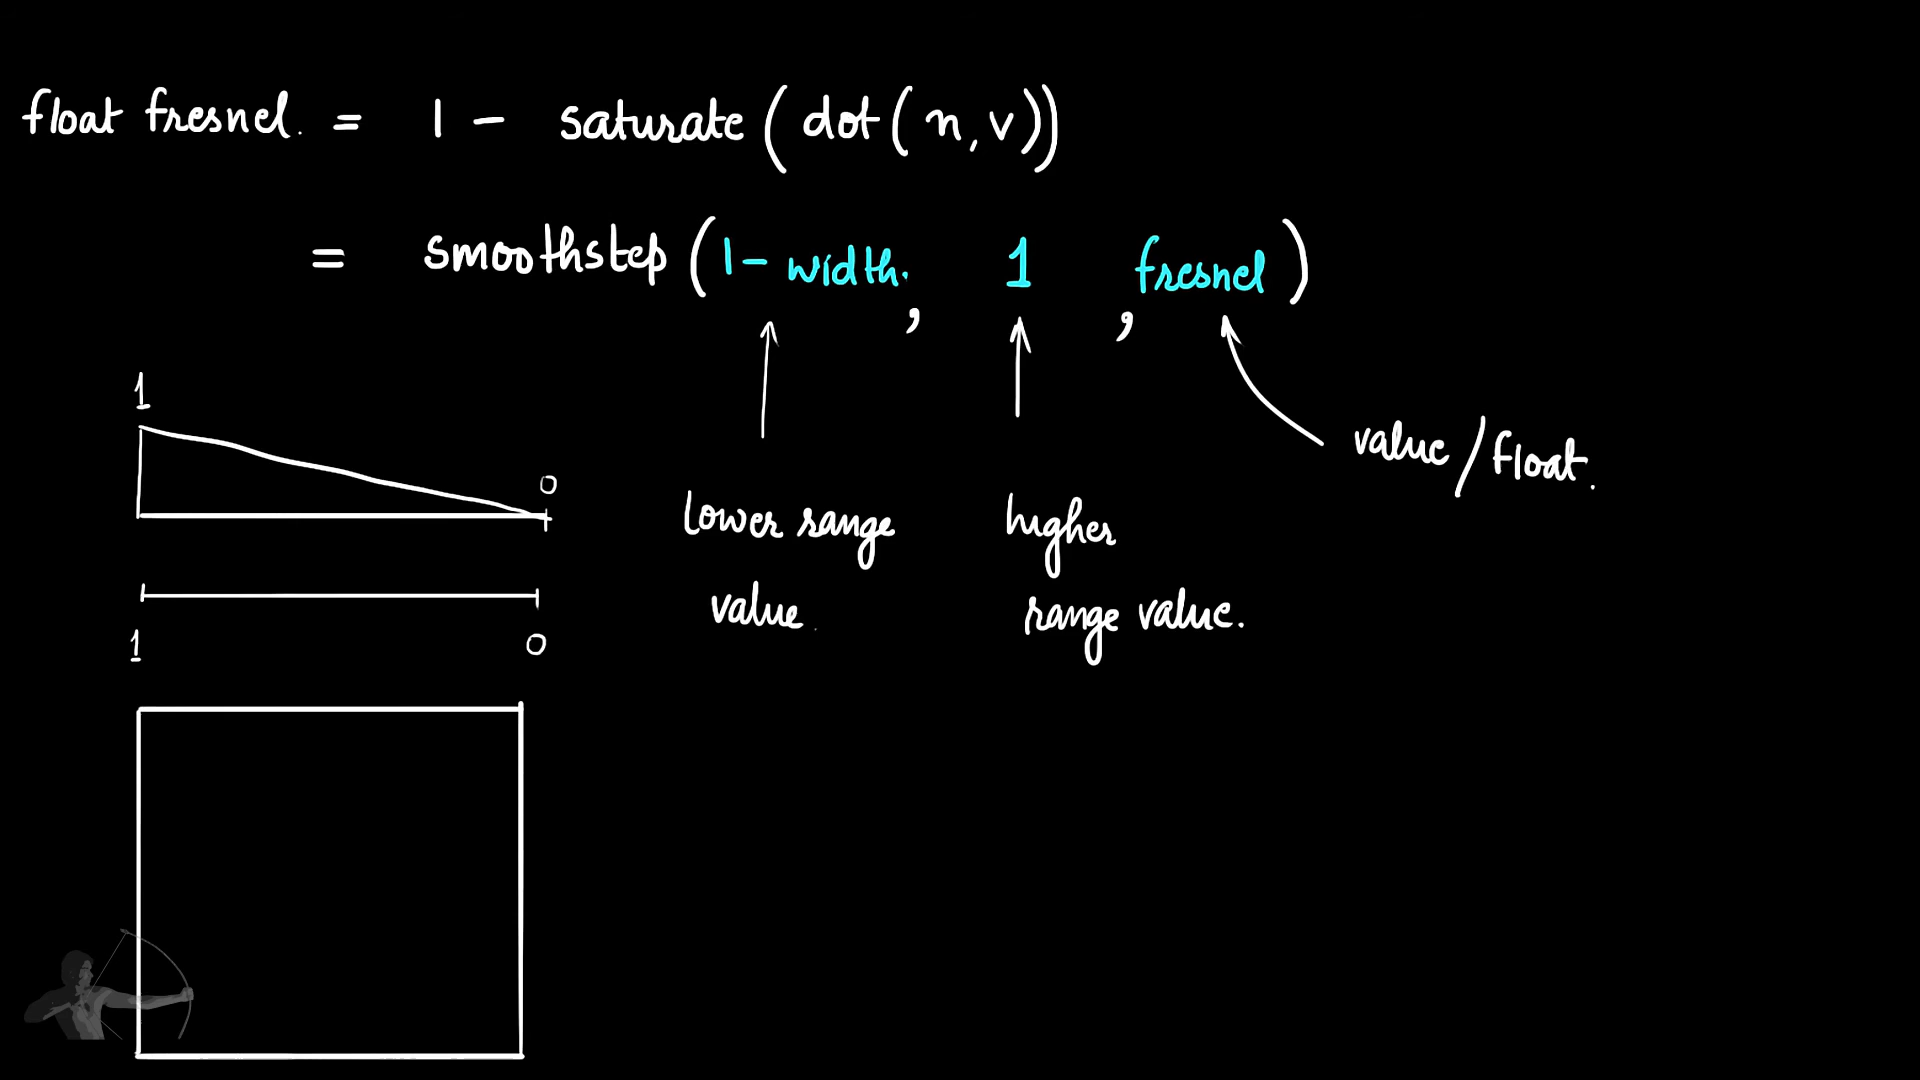 float fresnel. = 1 - saturate(dot(n,v))
= smoothstep(1-width., 1, fresnel)
1
0
value/float.
lower range value.
higher range value.
1 0